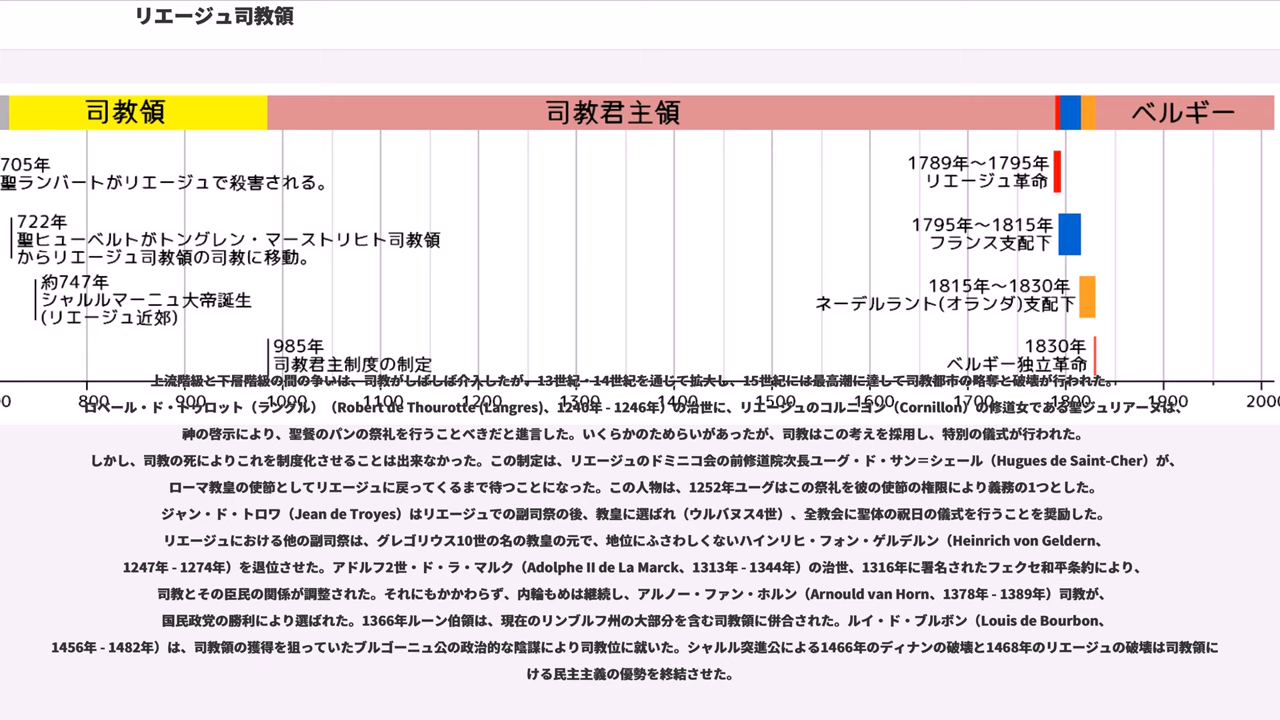 リエージュ司教領
司教領
司教君主領
ベルギー
705年
聖ランバートがリエージュで殺害される。
722年
聖ヒューベルトがトングレン・マーストリヒト司教領
からリエージュ司教領の司教に移動。
約747年
シャルルマーニュ大帝誕生
(リエージュ近郊)
985年
司教君主制度の制定
1789年〜1795年
リエージュ革命
1795年〜1815年
フランス支配下
1815年〜1830年
ネーデルラント(オランダ)支配下
1830年
ベルギー独立革命
上流階級と下層階級の間の争いは、司教がしばしば介入したが、13世紀・14世紀を通じて拡大し、15世紀には最高潮に達して司教都市の略奪と破壊が行われた。
800 900 1000 1100 1200 1300 1400 1500 1600 1700 1800 1900 2000
ロベール・ド・トゥロット（ラングル）（Robert de Thourotte (Langres)、1240年 - 1246年）の治世に、リエージュのコルニヨン（Cornillon）の修道女である聖ジュリアーヌは、
神の啓示により、聖餐のパンの祭礼を行うことべきだと進言した。いくらかのためらいがあったが、司教はこの考えを採用し、特別の儀式が行われた。
しかし、司教の死によりこれを制度化させることは出来なかった。この制定は、リエージュのドミニコ会の前修道院次長ユーグ・ド・サン＝シェール（Hugues de Saint-Cher）が、
ローマ教皇の使節としてリエージュに戻ってくるまで待つことになった。この人物は、1252年ユーグはこの祭礼を彼の使節の権限により義務の1つとした。
ジャン・ド・トロワ（Jean de Troyes）はリエージュでの副司祭の後、教皇に選ばれ（ウルバヌス4世）、全教会に聖体の祝日の儀式を行うことを奨励した。
リエージュにおける他の副司祭は、グレゴリウス10世の名の教皇の元で、地位にふさわしくないハインリヒ・フォン・ゲルデルン（Heinrich von Geldern、
1247年 - 1274年）を退位させた。アドルフ2世・ド・ラ・マルク（Adolphe II de La Marck、1313年 - 1344年）の治世、1316年に署名されたフェクセ和平条約により、
司教とその臣民の関係が調整された。それにもかかわらず、内輪もめは継続し、アルノー・ファン・ホルン（Arnould van Horn、1378年 - 1389年）司教が、
国民政党の勝利により選ばれた。1366年ルーン伯領は、現在のリンブルフ州の大部分を含む司教領に併合された。ルイ・ド・ブルボン（Louis de Bourbon、
1456年 - 1482年）は、司教領の獲得を狙っていたブルゴーニュ公の政治的な陰謀により司教位に就いた。シャルル突進公による1466年のディナンの破壊と1468年のリエージュの破壊は司教領に
ける民主主義の優勢を終結させた。